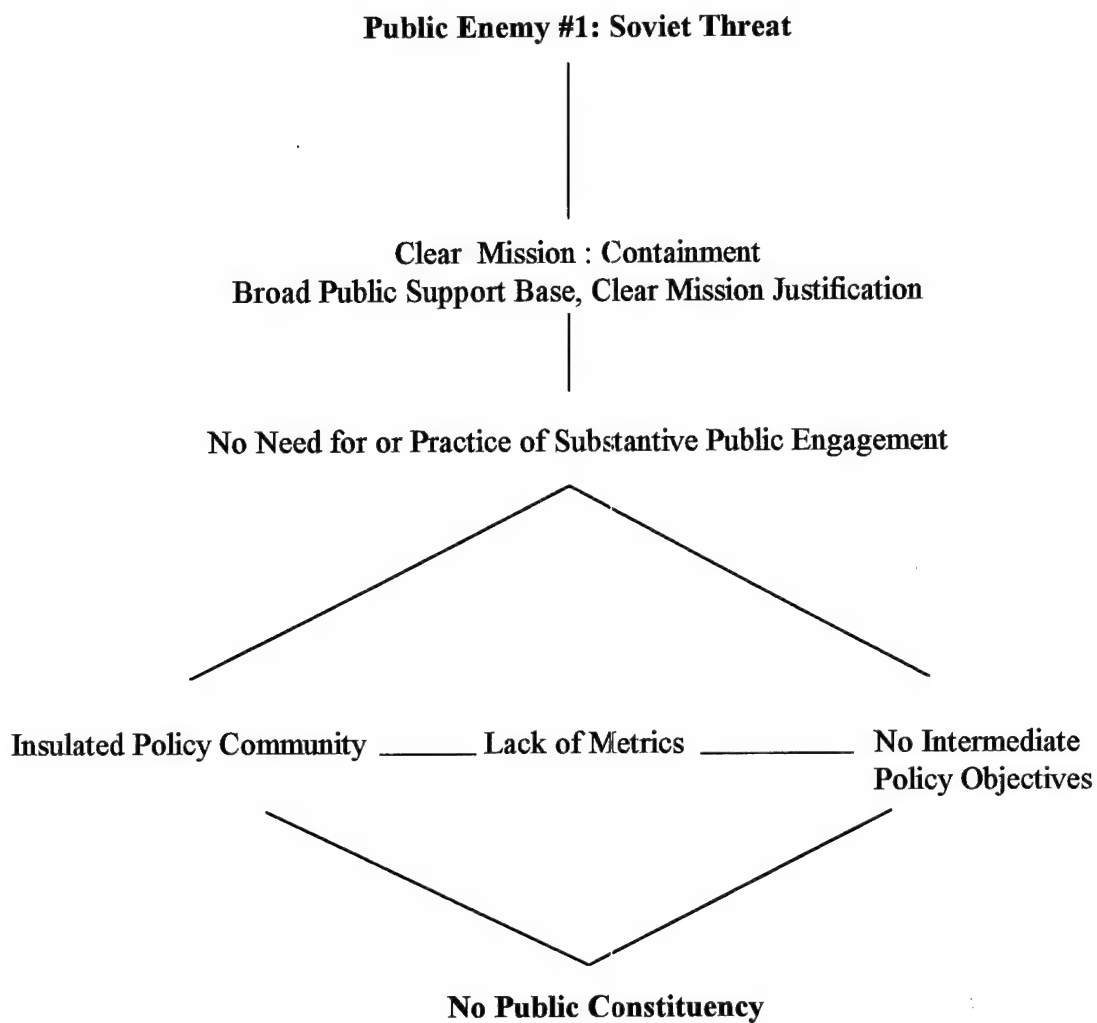 Public Enemy #1: Soviet Threat
Clear Mission : Containment
Broad Public Support Base, Clear Mission Justification
No Need for or Practice of Substantive Public Engagement
Insulated Policy Community Lack of Metrics No Intermediate
Policy Objectives
No Public Constituency